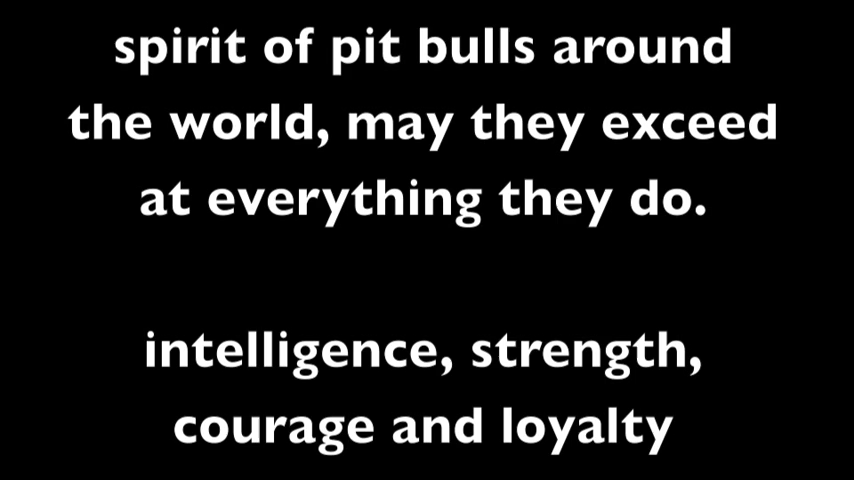 spirit of pit bulls around
the world, may they exceed
at everything they do.
intelligence, strength,
courage and loyalty